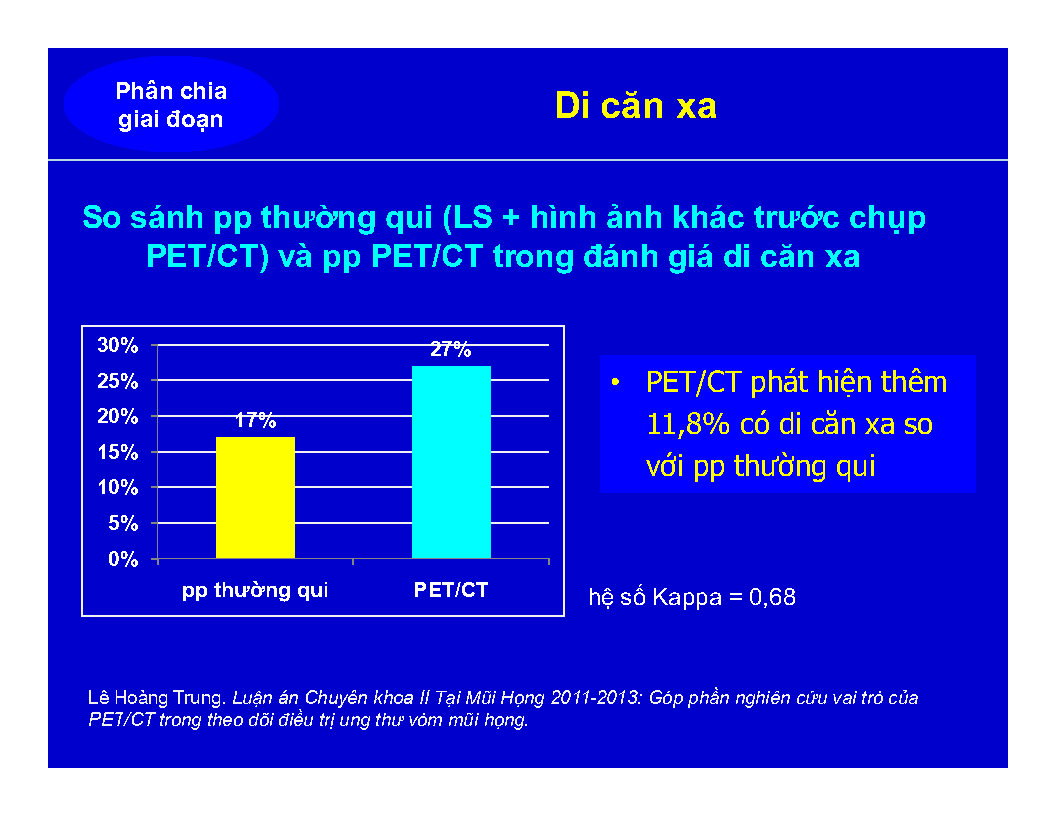 Phân chia
giai đoạn
Di căn xa
So sánh pp thường qui (LS + hình ảnh khác trước chụp
PET/CT) và pp PET/CT trong đánh giá di căn xa
30%
25%
20%
15%
10%
5%
0%
17%
27%
pp thường qui
PET/CT
• PET/CT phát hiện thêm
11,8% có di căn xa so
với pp thường qui
hệ số Kappa = 0,68
Lê Hoàng Trung. Luận án Chuyên khoa II Tại Mũi Họng 2011-2013: Góp phần nghiên cứu vai trò của
PET/CT trong theo dõi điều trị ung thư vòm mũi họng.